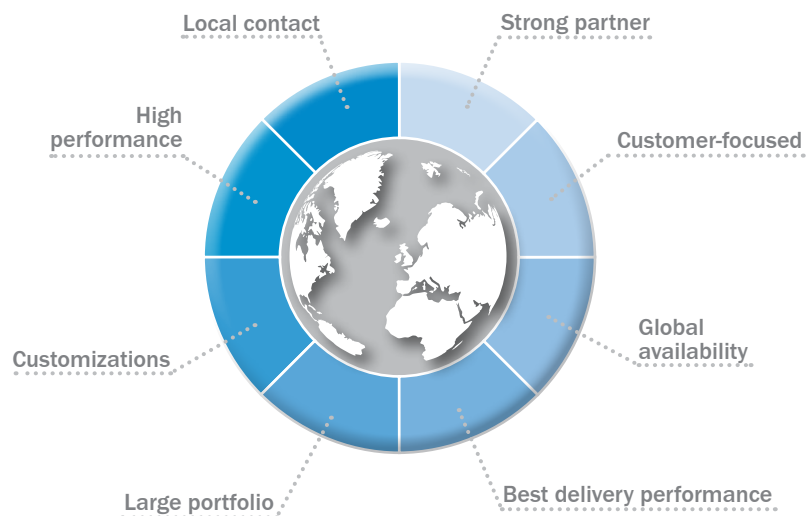 Local contact
Strong partner
High
performance
Customer-focused
Global
availability
Customizations
Best delivery performance
Large portfolio